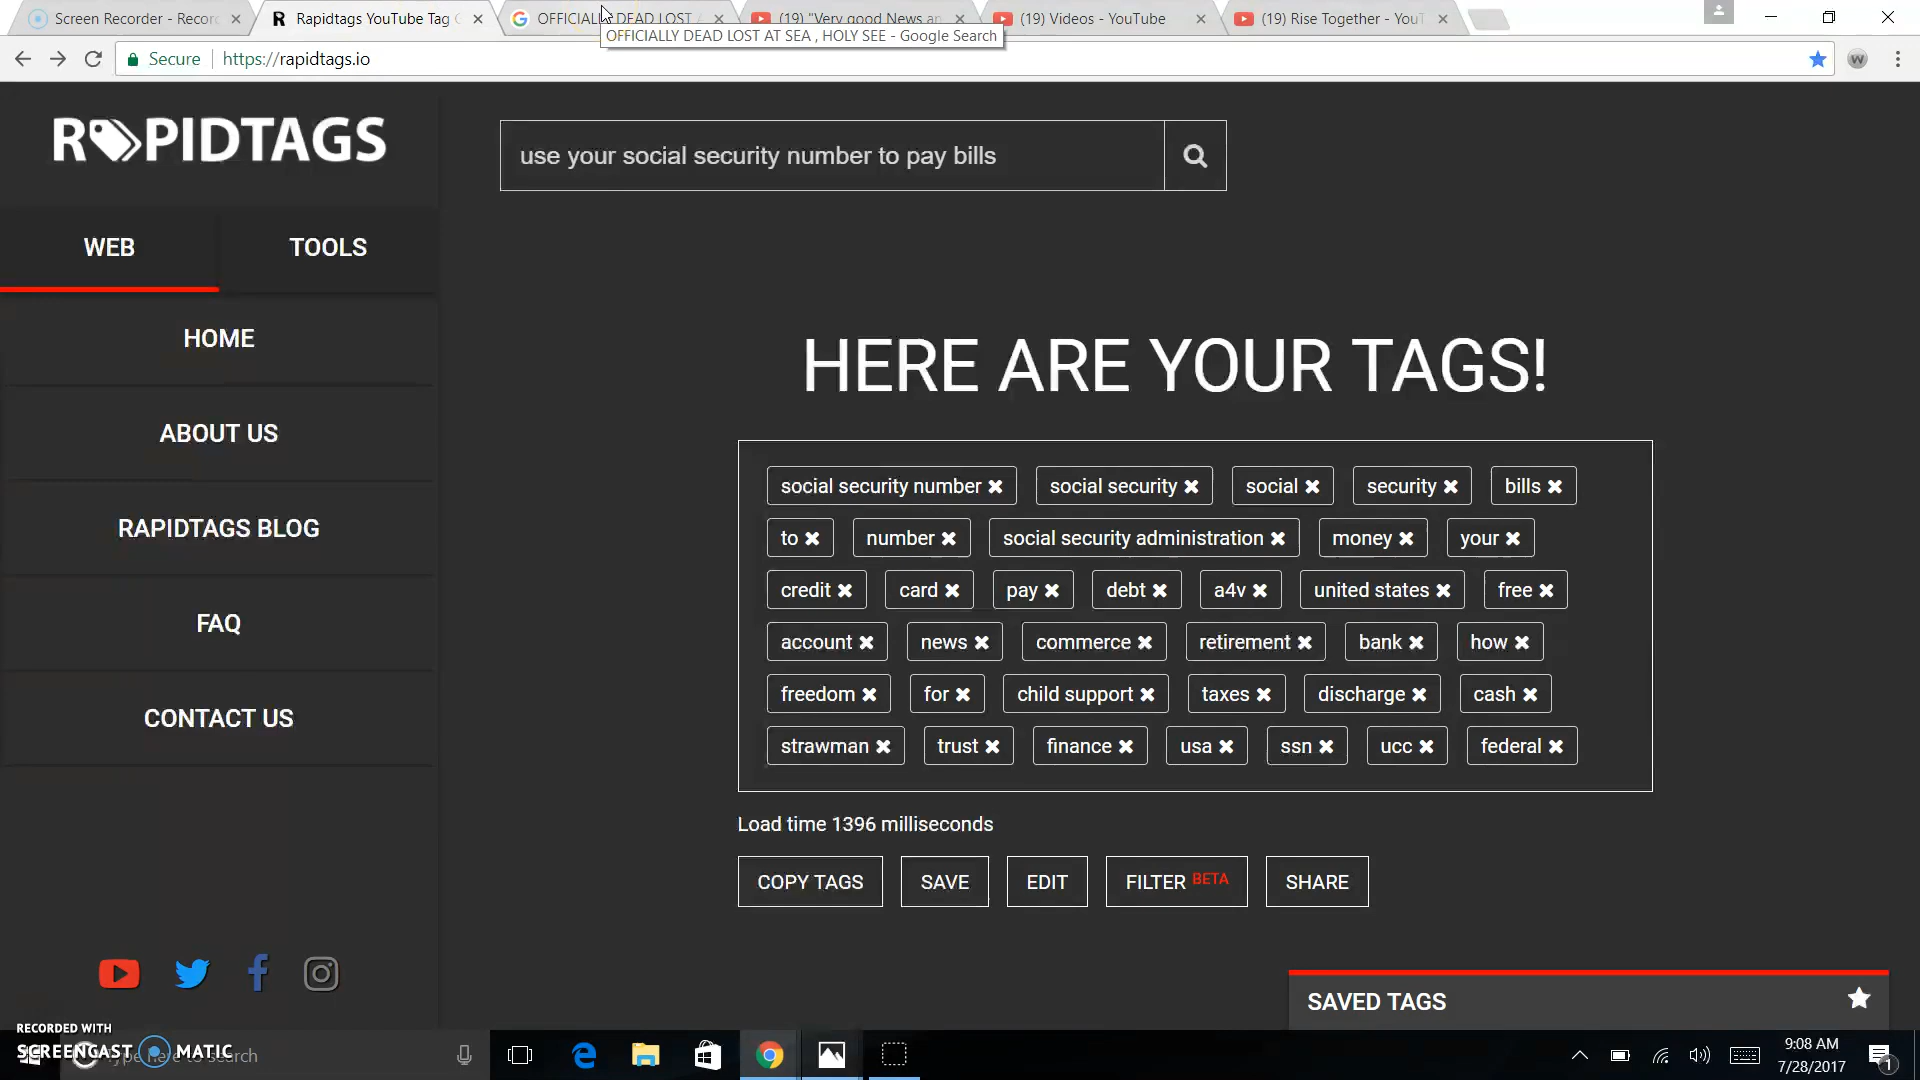 Screen Recorder - Recor
Rapidtags YouTube Tag G
OFFICIALLY DEAD LOST A
(19) "Very good News an
(19) Videos - YouTube
(19) Rise Together - YouT
OFFICIALLY DEAD LOST AT SEA , HOLY SEE - Google Search
Secure
https://rapidtags.io
RAPIDTAGS
use your social security number to pay bills
WEB
TOOLS
HOME
ABOUT US
RAPIDTAGS BLOG
FAQ
CONTACT US
HERE ARE YOUR TAGS!
social security number ✖ social security ✖ social ✖ security ✖ bills ✖
to ✖ number ✖ social security administration ✖ money ✖ your ✖
credit ✖ card ✖ pay ✖ debt ✖ a4v ✖ united states ✖ free ✖
account ✖ news ✖ commerce ✖ retirement ✖ bank ✖ how ✖
freedom ✖ for ✖ child support ✖ taxes ✖ discharge ✖ cash ✖
strawman ✖ trust ✖ finance ✖ usa ✖ ssn ✖ ucc ✖ federal ✖
Load time 1396 milliseconds
COPY TAGS
SAVE
EDIT
FILTER BETA
SHARE
SAVED TAGS
RECORDED WITH
SCREENCAST MATIC
Type here to search
9:08 AM
7/28/2017
1